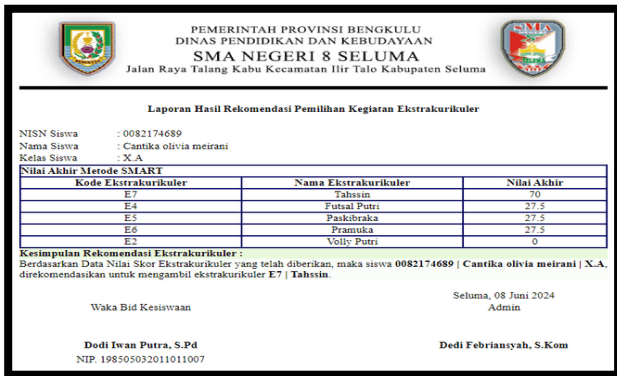 PEMERINTAH PROVINSI BENGKULU
DINAS PENDIDIKAN DAN KEBUDAYAAN
SMA NEGERI 8 SELUMA
Jalan Raya Talang Kabu Kecamatan Ilir Talo Kabupaten Seluma
Laporan Hasil Rekomendasi Pemilihan Kegiatan Ekstrakurikuler
NISN Siswa : 0082174689
Nama Siswa : Cantika olivia meirani
Kelas Siswa : X.A
Nilai Akhir Metode SMART
Kode Ekstrakurikuler Nama Ekstrakurikuler Nilai Akhir
E7 Tahssin 70
E4 Futsal Putri 27.5
E5 Paskibraka 27.5
E6 Pramuka 27.5
E2 Volly Putri 0
Kesimpulan Rekomendasi Ekstrakurikuler :
Berdasarkan Data Nilai Skor Ekstrakurikuler yang telah diberikan, maka siswa 0082174689 | Cantika olivia meirani | X.A,
direkomendasikan untuk mengambil ekstrakurikuler E7 | Tahssin.
Seluma, 08 Juni 2024
Waka Bid Kesiswaan Admin
Dodi Iwan Putra, S.Pd Dedi Febriansyah, S.Kom
NIP. 198505032011011007